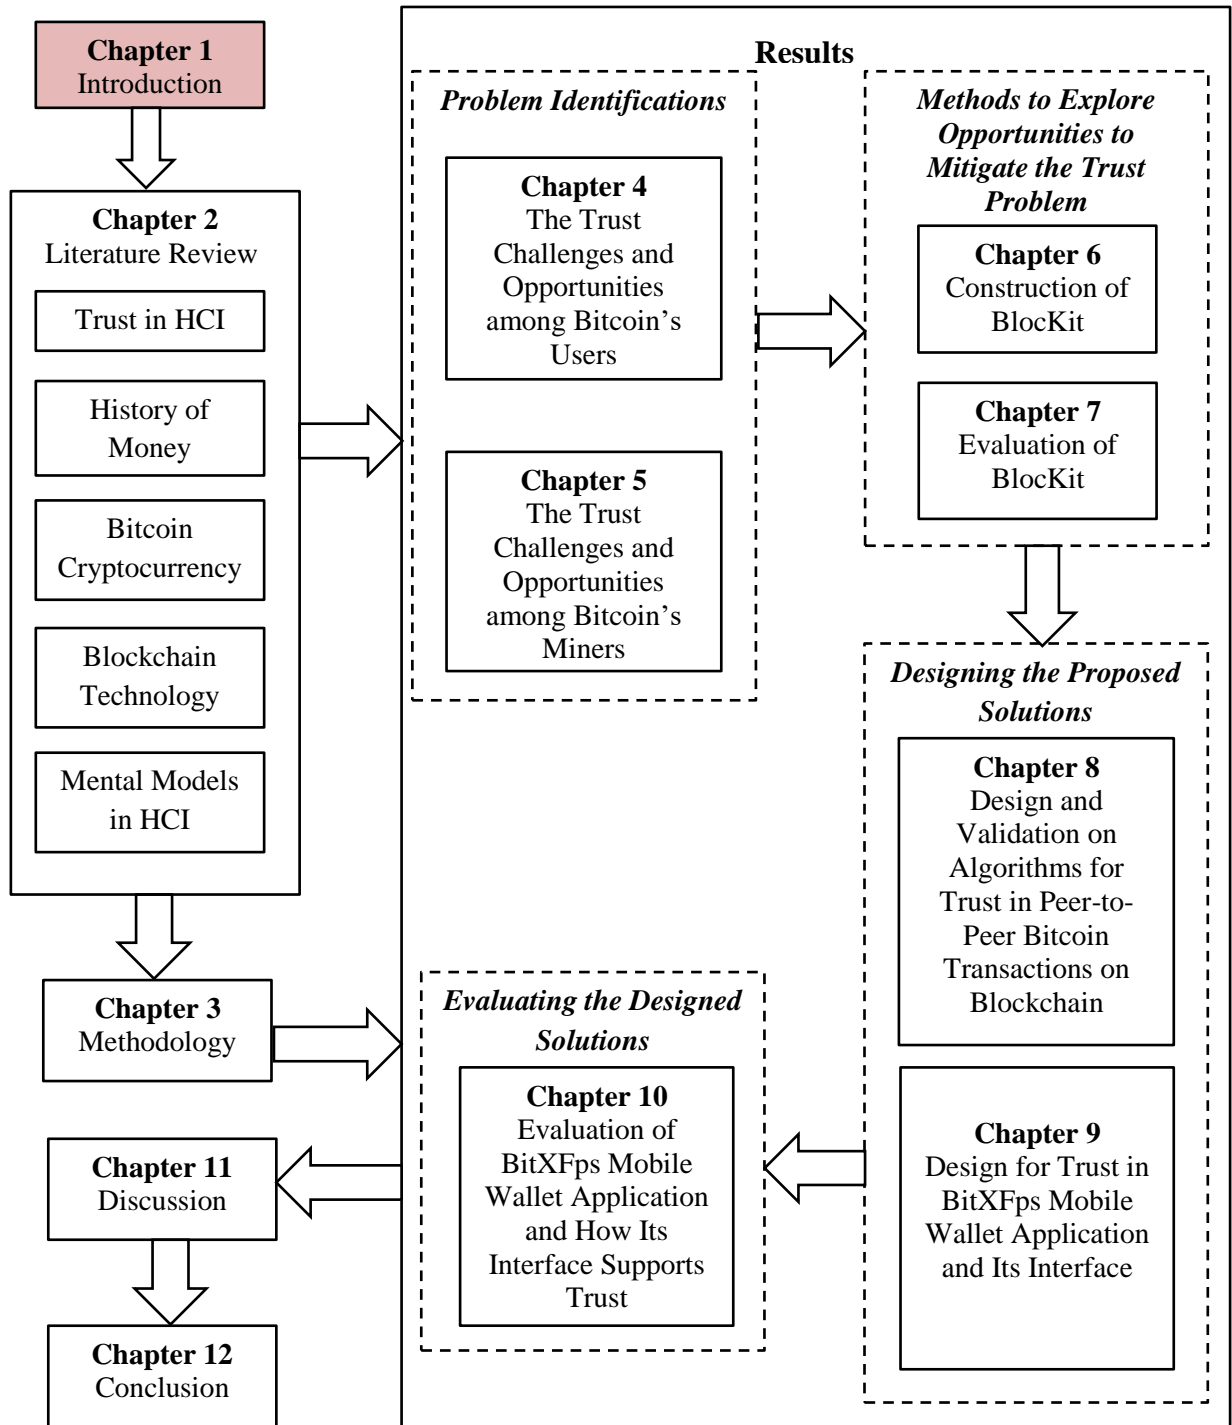 Chapter 1
Introduction
Chapter 2
Literature Review
Trust in HCI
History of
Money
Bitcoin
Cryptocurrency
Blockchain
Technology
Mental Models
in HCI
Chapter 3
Methodology
Results
Problem Identifications
Chapter 4
The Trust
Challenges and
Opportunities
among Bitcoin’s
Users
Chapter 5
The Trust
Challenges and
Opportunities
among Bitcoin’s
Miners
Methods to Explore
Opportunities to
Mitigate the Trust
Problem
Chapter 6
Construction of
BlocKit
Chapter 7
Evaluation of
BlocKit
Designing the Proposed
Solutions
Chapter 8
Design and
Validation on
Algorithms for
Trust in Peer-to-
Peer Bitcoin
Transactions on
Blockchain
Chapter 9
Design for Trust in
BitXFps Mobile
Wallet Application
and Its Interface
Evaluating the Designed
Solutions
Chapter 10
Evaluation of
BitXFps Mobile
Wallet Application
and How Its
Interface Supports
Trust
Chapter 11
Discussion
Chapter 12
Conclusion